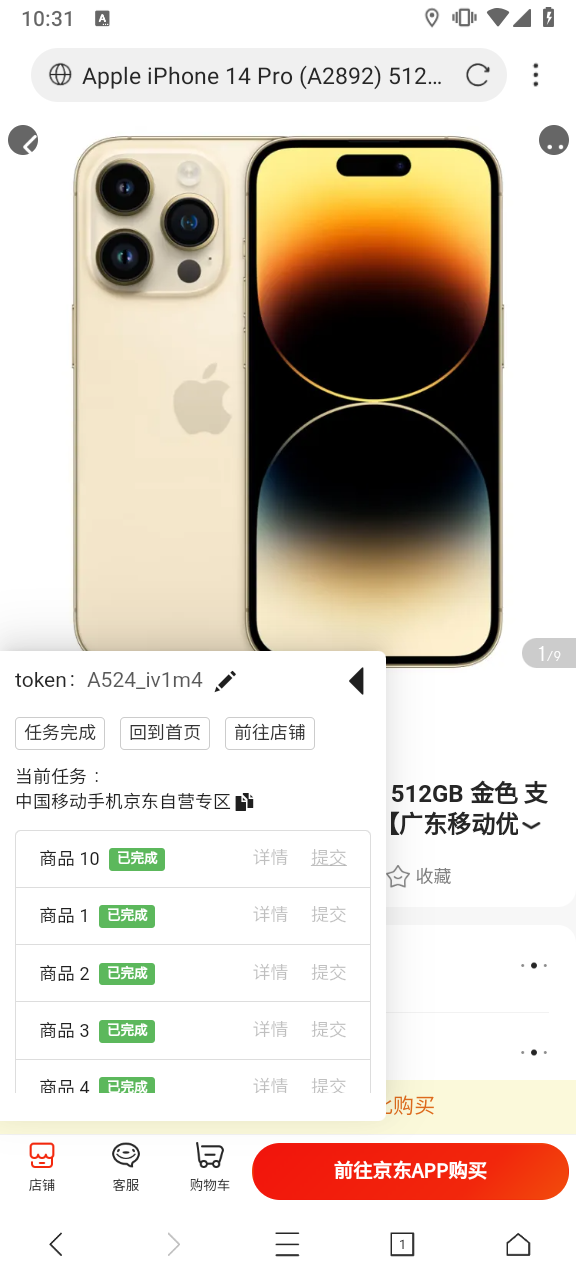 10:31
A
Apple iPhone 14 Pro (A2892) 512...
1/9
token: A524_iv1m4
任务完成 回到首页 前往店铺
当前任务：
中国移动手机京东自营专区
512GB 金色 支
【广东移动优
收藏
商品 10 已完成 详情 提交
商品 1 已完成 详情 提交
商品 2 已完成 详情 提交
商品 3 已完成 详情 提交
商品 4 已完成 详情 提交
购买
店铺 客服 购物车 前往京东APP购买
1